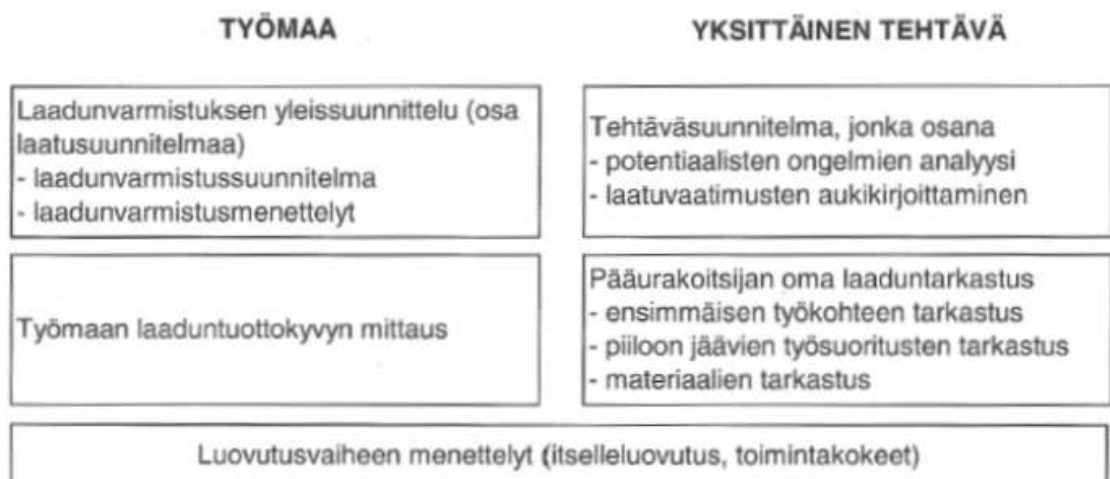 TYÖMAA
YKSITTÄINEN TEHTÄVÄ
Laadunvarmistuksen yleissuunnittelu (osa
laatusuunnitelmaa)
- laadunvarmistussuunnitelma
- laadunvarmistusmenettelyt
Tehtäväsuunnitelma, jonka osana
- potentiaalisten ongelmien analyysi
- laatuvaatimusten aukikirjoittaminen
Työmaan laaduntuottokyvyn mittaus
Pääurakoitsijan oma laaduntarkastus
- ensimmäisen työkohteen tarkastus
- piiloon jäävien työsuoritusten tarkastus
- materiaalien tarkastus
Luovutusvaiheen menettelyt (itselleluovutus, toimintakokeet)